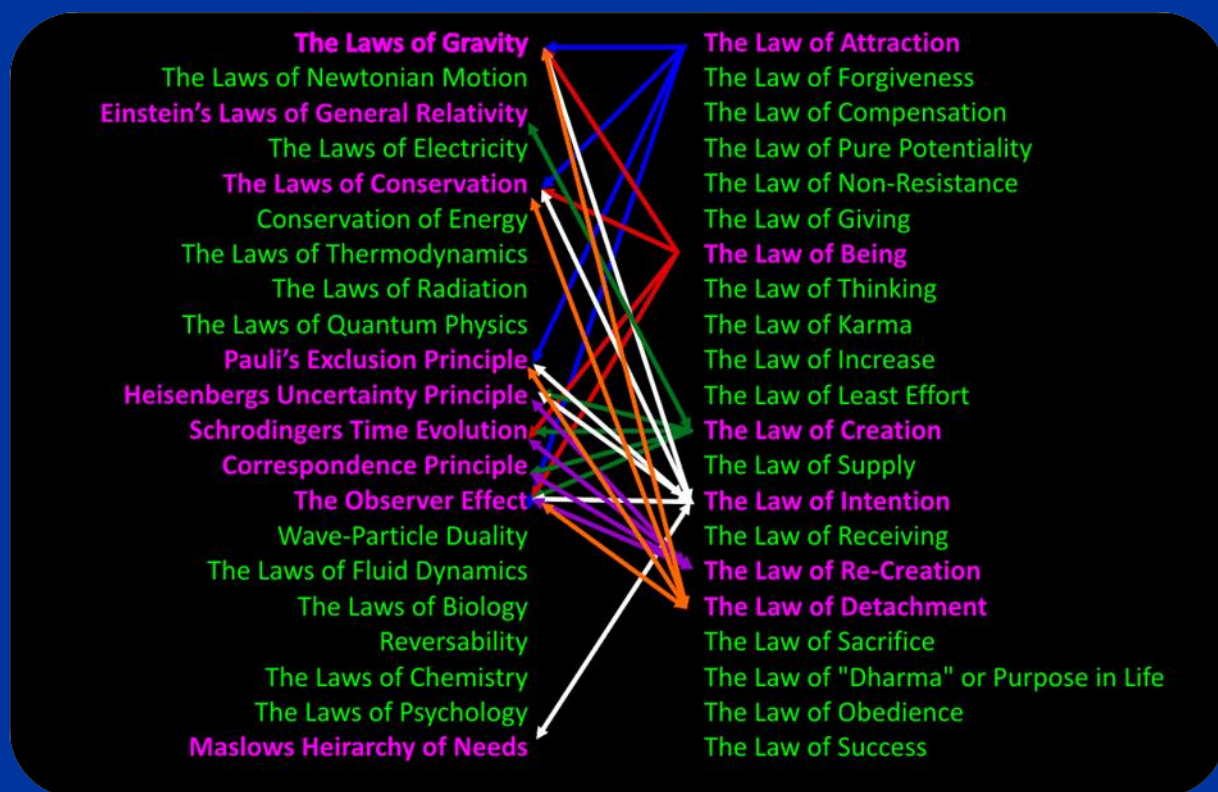 The Laws of Gravity
The Laws of Newtonian Motion
Einstein's Laws of General Relativity
The Laws of Electricity
The Laws of Conservation
Conservation of Energy
The Laws of Thermodynamics
The Laws of Radiation
The Laws of Quantum Physics
Pauli's Exclusion Principle
Heisenbergs Uncertainty Principle
Schrodingers Time Evolution
Correspondence Principle
The Observer Effect
Wave-Particle Duality
The Laws of Fluid Dynamics
The Laws of Biology
Reversability
The Laws of Chemistry
The Laws of Psychology
Maslows Heirarchy of Needs
The Law of Attraction
The Law of Forgiveness
The Law of Compensation
The Law of Pure Potentiality
The Law of Non-Resistance
The Law of Giving
The Law of Being
The Law of Thinking
The Law of Karma
The Law of Increase
The Law of Least Effort
The Law of Creation
The Law of Supply
The Law of Intention
The Law of Receiving
The Law of Re-Creation
The Law of Detachment
The Law of Sacrifice
The Law of "Dharma" or Purpose in Life
The Law of Obedience
The Law of Success